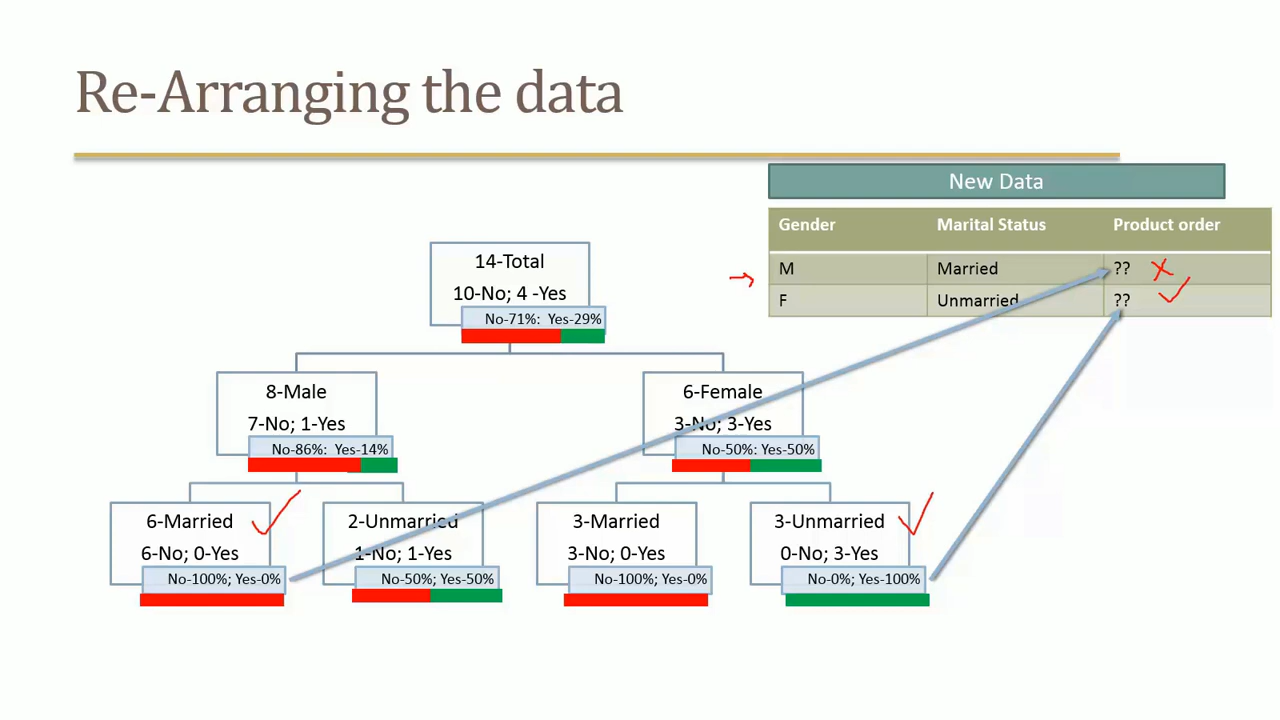 Re-Arranging the data
New Data
Gender Marital Status Product order
M Married ??
F Unmarried ??
14-Total
10-No; 4 -Yes
No-71%: Yes-29%
8-Male
7-No; 1-Yes
No-86%: Yes-14%
6-Female
3-No; 3-Yes
No-50%: Yes-50%
6-Married
6-No; 0-Yes
No-100%; Yes-0%
2-Unmarried
1-No; 1-Yes
No-50%; Yes-50%
3-Married
3-No; 0-Yes
No-100%; Yes-0%
3-Unmarried
0-No; 3-Yes
No-0%; Yes-100%